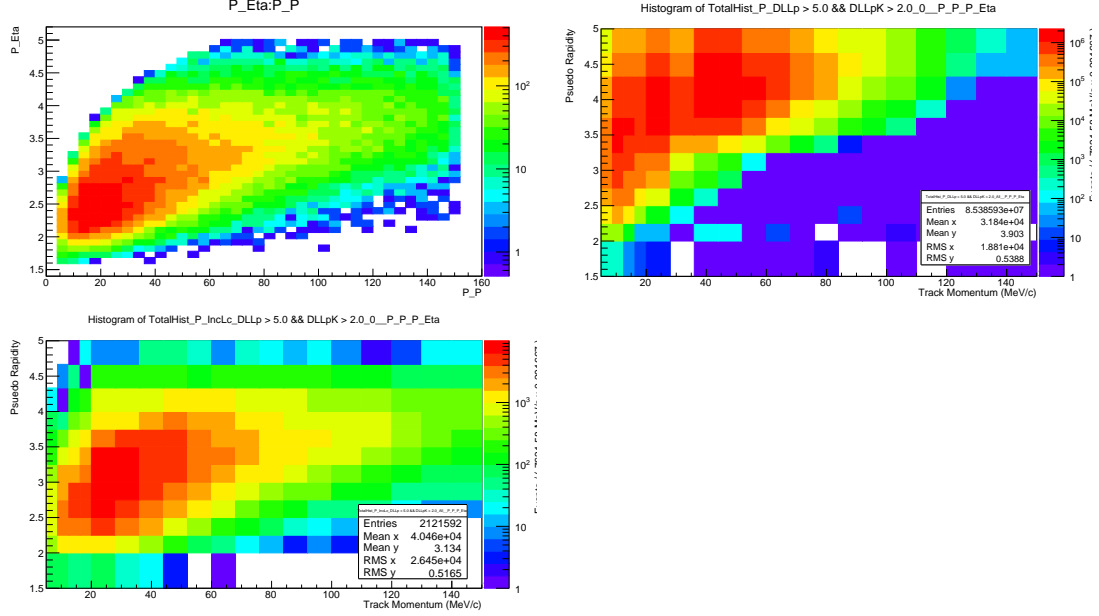 P_Eta:P_P
P_Eta
5
4.5
4
3.5
3
2.5
2
1.5
0 20 40 60 80 100 120 140 160
P_P
10²
10
1
Histogram of TotalHist_P_DLLp > 5.0 && DLLpK > 2.0_0__P_P_P_Eta
Psuedo Rapidity
5
4.5
4
3.5
3
2.5
2
1.5
20 40 60 80 100 120 140
Track Momentum (MeV/c)
10⁶
10⁵
10⁴
10³
10²
10
1
Entries 8.538593e+07
Mean x 3.184e+04
Mean y 3.903
RMS x 1.881e+04
RMS y 0.5388
Histogram of TotalHist_P_IncLc_DLLp > 5.0 && DLLpK > 2.0_0__P_P_P_Eta
Psuedo Rapidity
5
4.5
4
3.5
3
2.5
2
1.5
20 40 60 80 100 120 140
Track Momentum (MeV/c)
10³
10²
10
1
Entries 2121592
Mean x 4.046e+04
Mean y 3.134
RMS x 2.645e+04
RMS y 0.5165